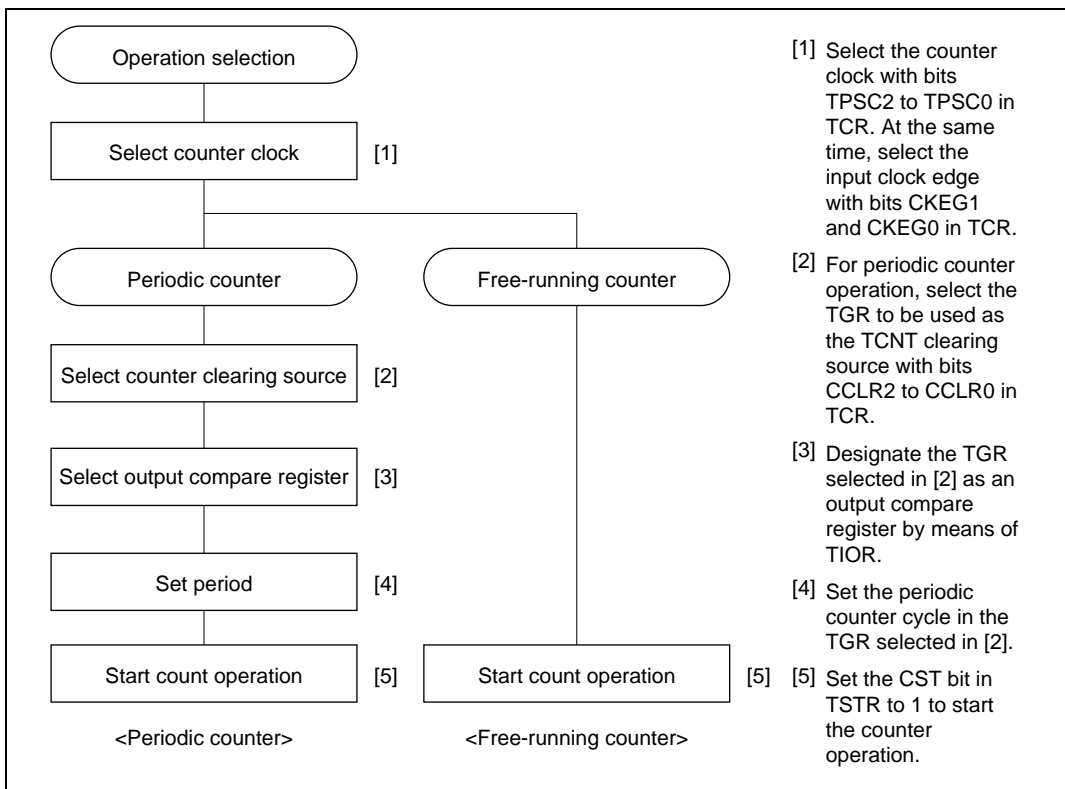 Operation selection
Select counter clock [1]
Periodic counter
Free-running counter
Select counter clearing source [2]
Select output compare register [3]
Set period [4]
Start count operation [5]
Start count operation [5]
<Periodic counter>
<Free-running counter>
[1] Select the counter
clock with bits
TPSC2 to TPSC0 in
TCR. At the same
time, select the
input clock edge
with bits CKEG1
and CKEG0 in TCR.
[2] For periodic counter
operation, select the
TGR to be used as
the TCNT clearing
source with bits
CCLR2 to CCLR0 in
TCR.
[3] Designate the TGR
selected in [2] as an
output compare
register by means of
TIOR.
[4] Set the periodic
counter cycle in the
TGR selected in [2].
[5] Set the CST bit in
TSTR to 1 to start
the counter
operation.